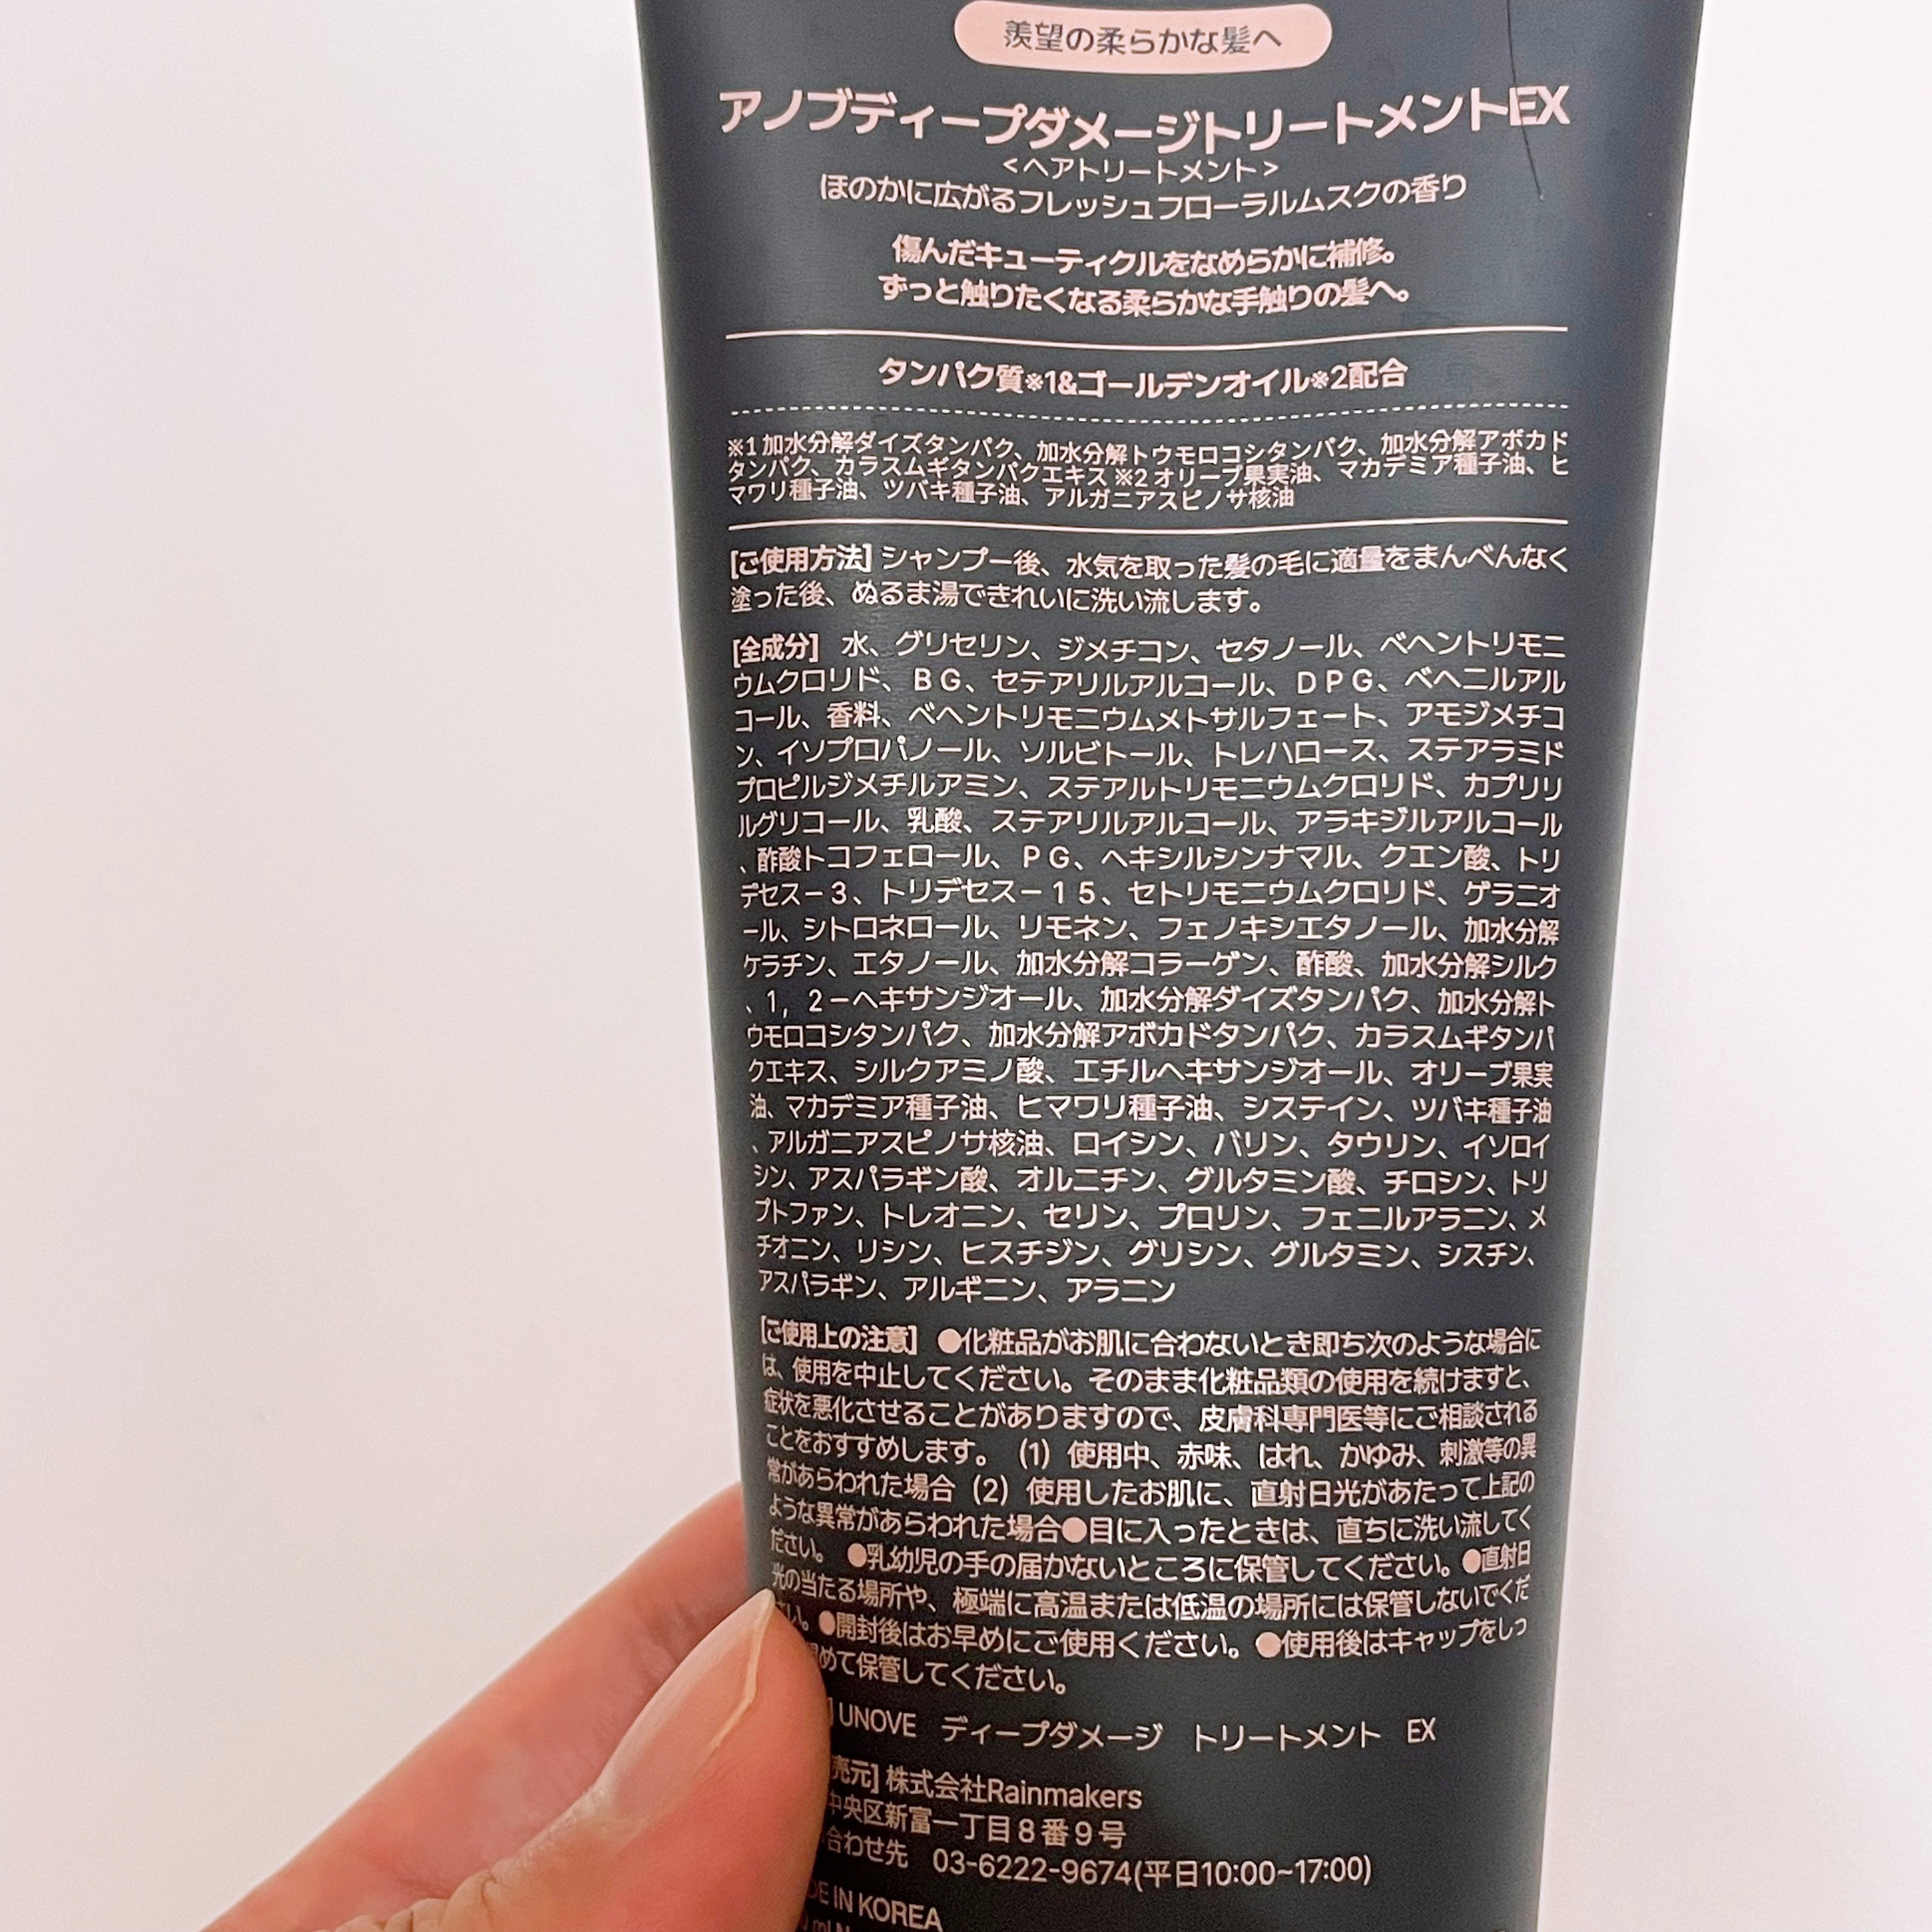 羨望の柔らかな髪へ
アノブディープダメージトリートメントEX
<ヘアトリートメント>
ほのかに広がるフレッシュフローラルムスクの香り
傷んだキューティクルをなめらかに補修。
ずっと触りたくなる柔らかな手触りの髪へ。
タンパク質※1&ゴールデンオイル※2配合
※1 加水分解ダイズタンパク、加水分解トウモロコシタンパク、加水分解アボカド
タンパク、カラスムギタンパクエキス ※2 オリーブ果実油、マカデミア種子油、ヒ
マワリ種子油、ツバキ種子油、アルガニアスピノサ核油
[ご使用方法] シャンプー後、水気を取った髪の毛に適量をまんべんなく
塗った後、ぬるま湯できれいに洗い流します。
[全成分] 水、グリセリン、ジメチコン、セタノール、ベヘントリモニ
ウムクロリド、BG、セテアリルアルコール、DPG、ベヘニルアル
コール、香料、ベヘントリモニウムメトサルフェート、アモジメチコ
ン、イソプロパノール、ソルビトール、トレハロース、ステアラミド
プロピルジメチルアミン、ステアルトリモニウムクロリド、カプリリ
ルグリコール、乳酸、ステアリルアルコール、アラキジルアルコール
、酢酸トコフェロール、PG、ヘキシルシンナマル、クエン酸、トリ
デセス－3、トリデセス－15、セトリモニウムクロリド、ゲラニオ
ール、シトロネロール、リモネン、フェノキシエタノール、加水分解
ケラチン、エタノール、加水分解コラーゲン、酢酸、加水分解シルク
、1，2－ヘキサンジオール、加水分解ダイズタンパク、加水分解ト
ウモロコシタンパク、加水分解アボカドタンパク、カラスムギタンパ
クエキス、シルクアミノ酸、エチルヘキサンジオール、オリーブ果実
油、マカデミア種子油、ヒマワリ種子油、システイン、ツバキ種子油
、アルガニアスピノサ核油、ロイシン、バリン、タウリン、イソロイ
シン、アスパラギン酸、オルニチン、グルタミン酸、チロシン、トリ
プトファン、トレオニン、セリン、プロリン、フェニルアラニン、メ
チオニン、リシン、ヒスチジン、グリシン、グルタミン、シスチン、
アスパラギン、アルギニン、アラニン
[ご使用上の注意] ●化粧品がお肌に合わないとき即ち次のような場合に
は、使用を中止してください。そのまま化粧品類の使用を続けますと、
症状を悪化させることがありますので、皮膚科専門医等にご相談される
ことをおすすめします。 (1) 使用中、赤味、はれ、かゆみ、刺激等の異
常があらわれた場合 (2) 使用したお肌に、直射日光があたって上記の
ような異常があらわれた場合●目に入ったときは、直ちに洗い流してく
ださい。 ●乳幼児の手の届かないところに保管してください。●直射日
光の当たる場所や、極端に高温または低温の場所には保管しないでくだ
さい。●開封後はお早めにご使用ください。●使用後はキャップをしっ
めて保管してください。
] UNOVE ディープダメージ トリートメント EX
売元] 株式会社Rainmakers
中央区新富一丁目8番9号
合わせ先 03-6222-9674(平日10:00~17:00)
DE IN KOREA